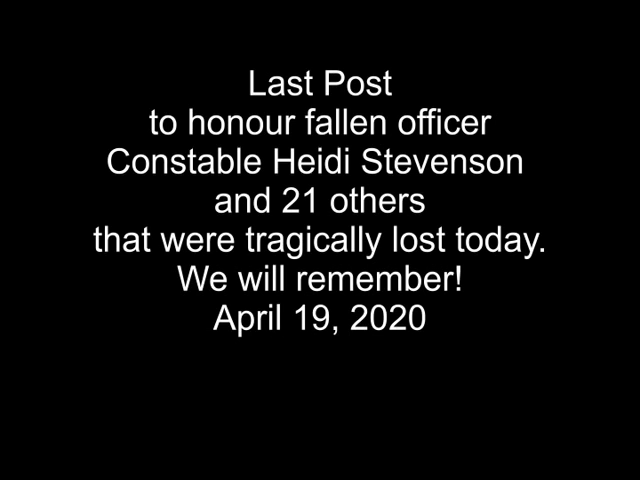 Last Post
to honour fallen officer
Constable Heidi Stevenson
and 21 others
that were tragically lost today.
We will remember!
April 19, 2020